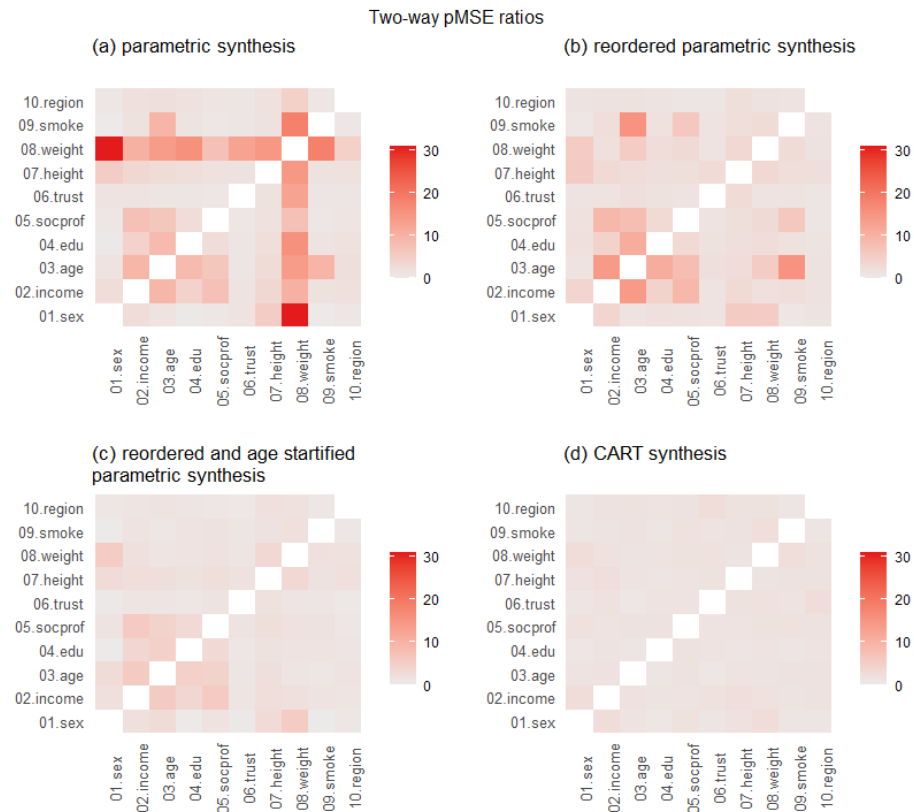 Two-way pMSE ratios
(a) parametric synthesis
10.region
09.smoke
08.weight
07.height
06.trust
05.socprof
04.edu
03.age
02.income
01.sex
01.sex
02.income
03.age
04.edu
05.socprof
06.trust
07.height
08.weight
09.smoke
10.region
30
20
10
0
(b) reordered parametric synthesis
10.region
09.smoke
08.weight
07.height
06.trust
05.socprof
04.edu
03.age
02.income
01.sex
01.sex
02.income
03.age
04.edu
05.socprof
06.trust
07.height
08.weight
09.smoke
10.region
30
20
10
0
(c) reordered and age startified
parametric synthesis
10.region
09.smoke
08.weight
07.height
06.trust
05.socprof
04.edu
03.age
02.income
01.sex
01.sex
02.income
03.age
04.edu
05.socprof
06.trust
07.height
08.weight
09.smoke
10.region
30
20
10
0
(d) CART synthesis
10.region
09.smoke
08.weight
07.height
06.trust
05.socprof
04.edu
03.age
02.income
01.sex
01.sex
02.income
03.age
04.edu
05.socprof
06.trust
07.height
08.weight
09.smoke
10.region
30
20
10
0